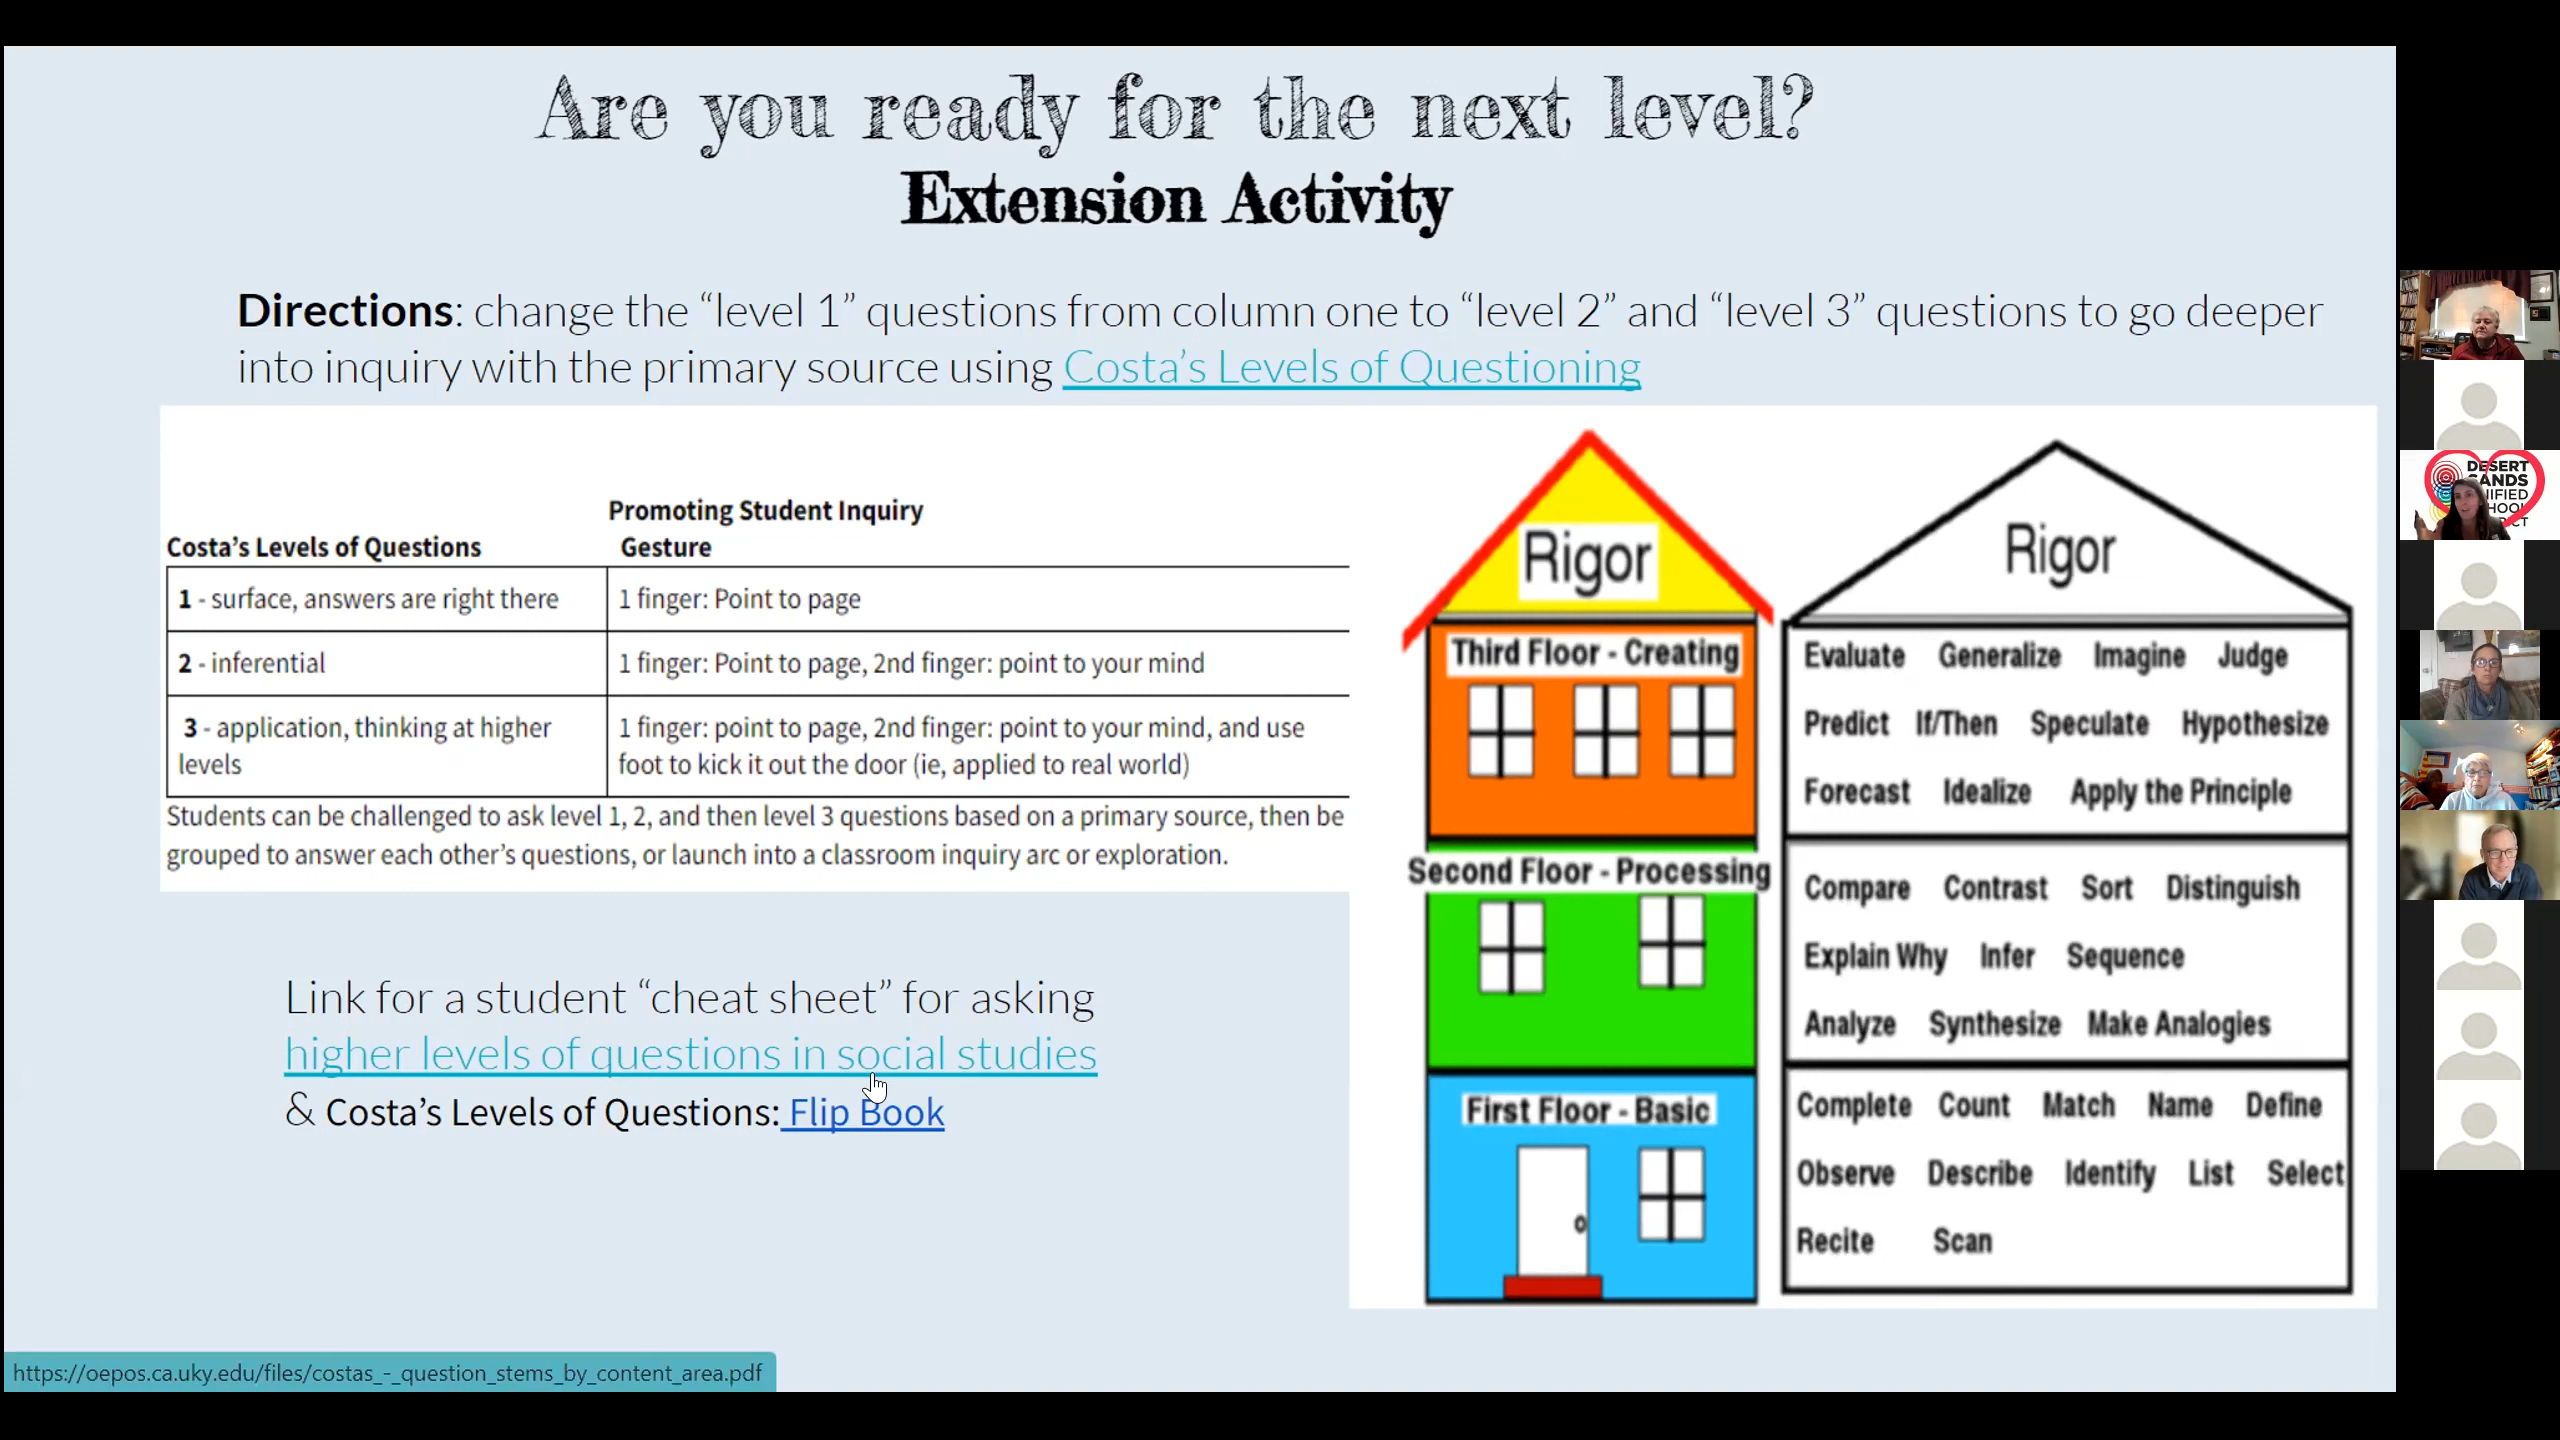 Are you ready for the next level?
Extension Activity
Directions: change the “level 1” questions from column one to “level 2” and “level 3” questions to go deeper
into inquiry with the primary source using Costa’s Levels of Questioning
Promoting Student Inquiry
Costa’s Levels of Questions Gesture
1 - surface, answers are right there 1 finger: Point to page
2 - inferential 1 finger: Point to page, 2nd finger: point to your mind
3 - application, thinking at higher levels 1 finger: point to page, 2nd finger: point to your mind, and use
foot to kick it out the door (ie, applied to real world)
Students can be challenged to ask level 1, 2, and then level 3 questions based on a primary source, then be
grouped to answer each other’s questions, or launch into a classroom inquiry arc or exploration.
Link for a student “cheat sheet” for asking
higher levels of questions in social studies
& Costa’s Levels of Questions: Flip Book
Rigor
Third Floor - Creating
Second Floor - Processing
First Floor - Basic
Rigor
Evaluate Generalize Imagine Judge
Predict If/Then Speculate Hypothesize
Forecast Idealize Apply the Principle
Compare Contrast Sort Distinguish
Explain Why Infer Sequence
Analyze Synthesize Make Analogies
Complete Count Match Name Define
Observe Describe Identify List Select
Recite Scan
https://oepos.ca.uky.edu/files/costas_-_question_stems_by_content_area.pdf
DESERT